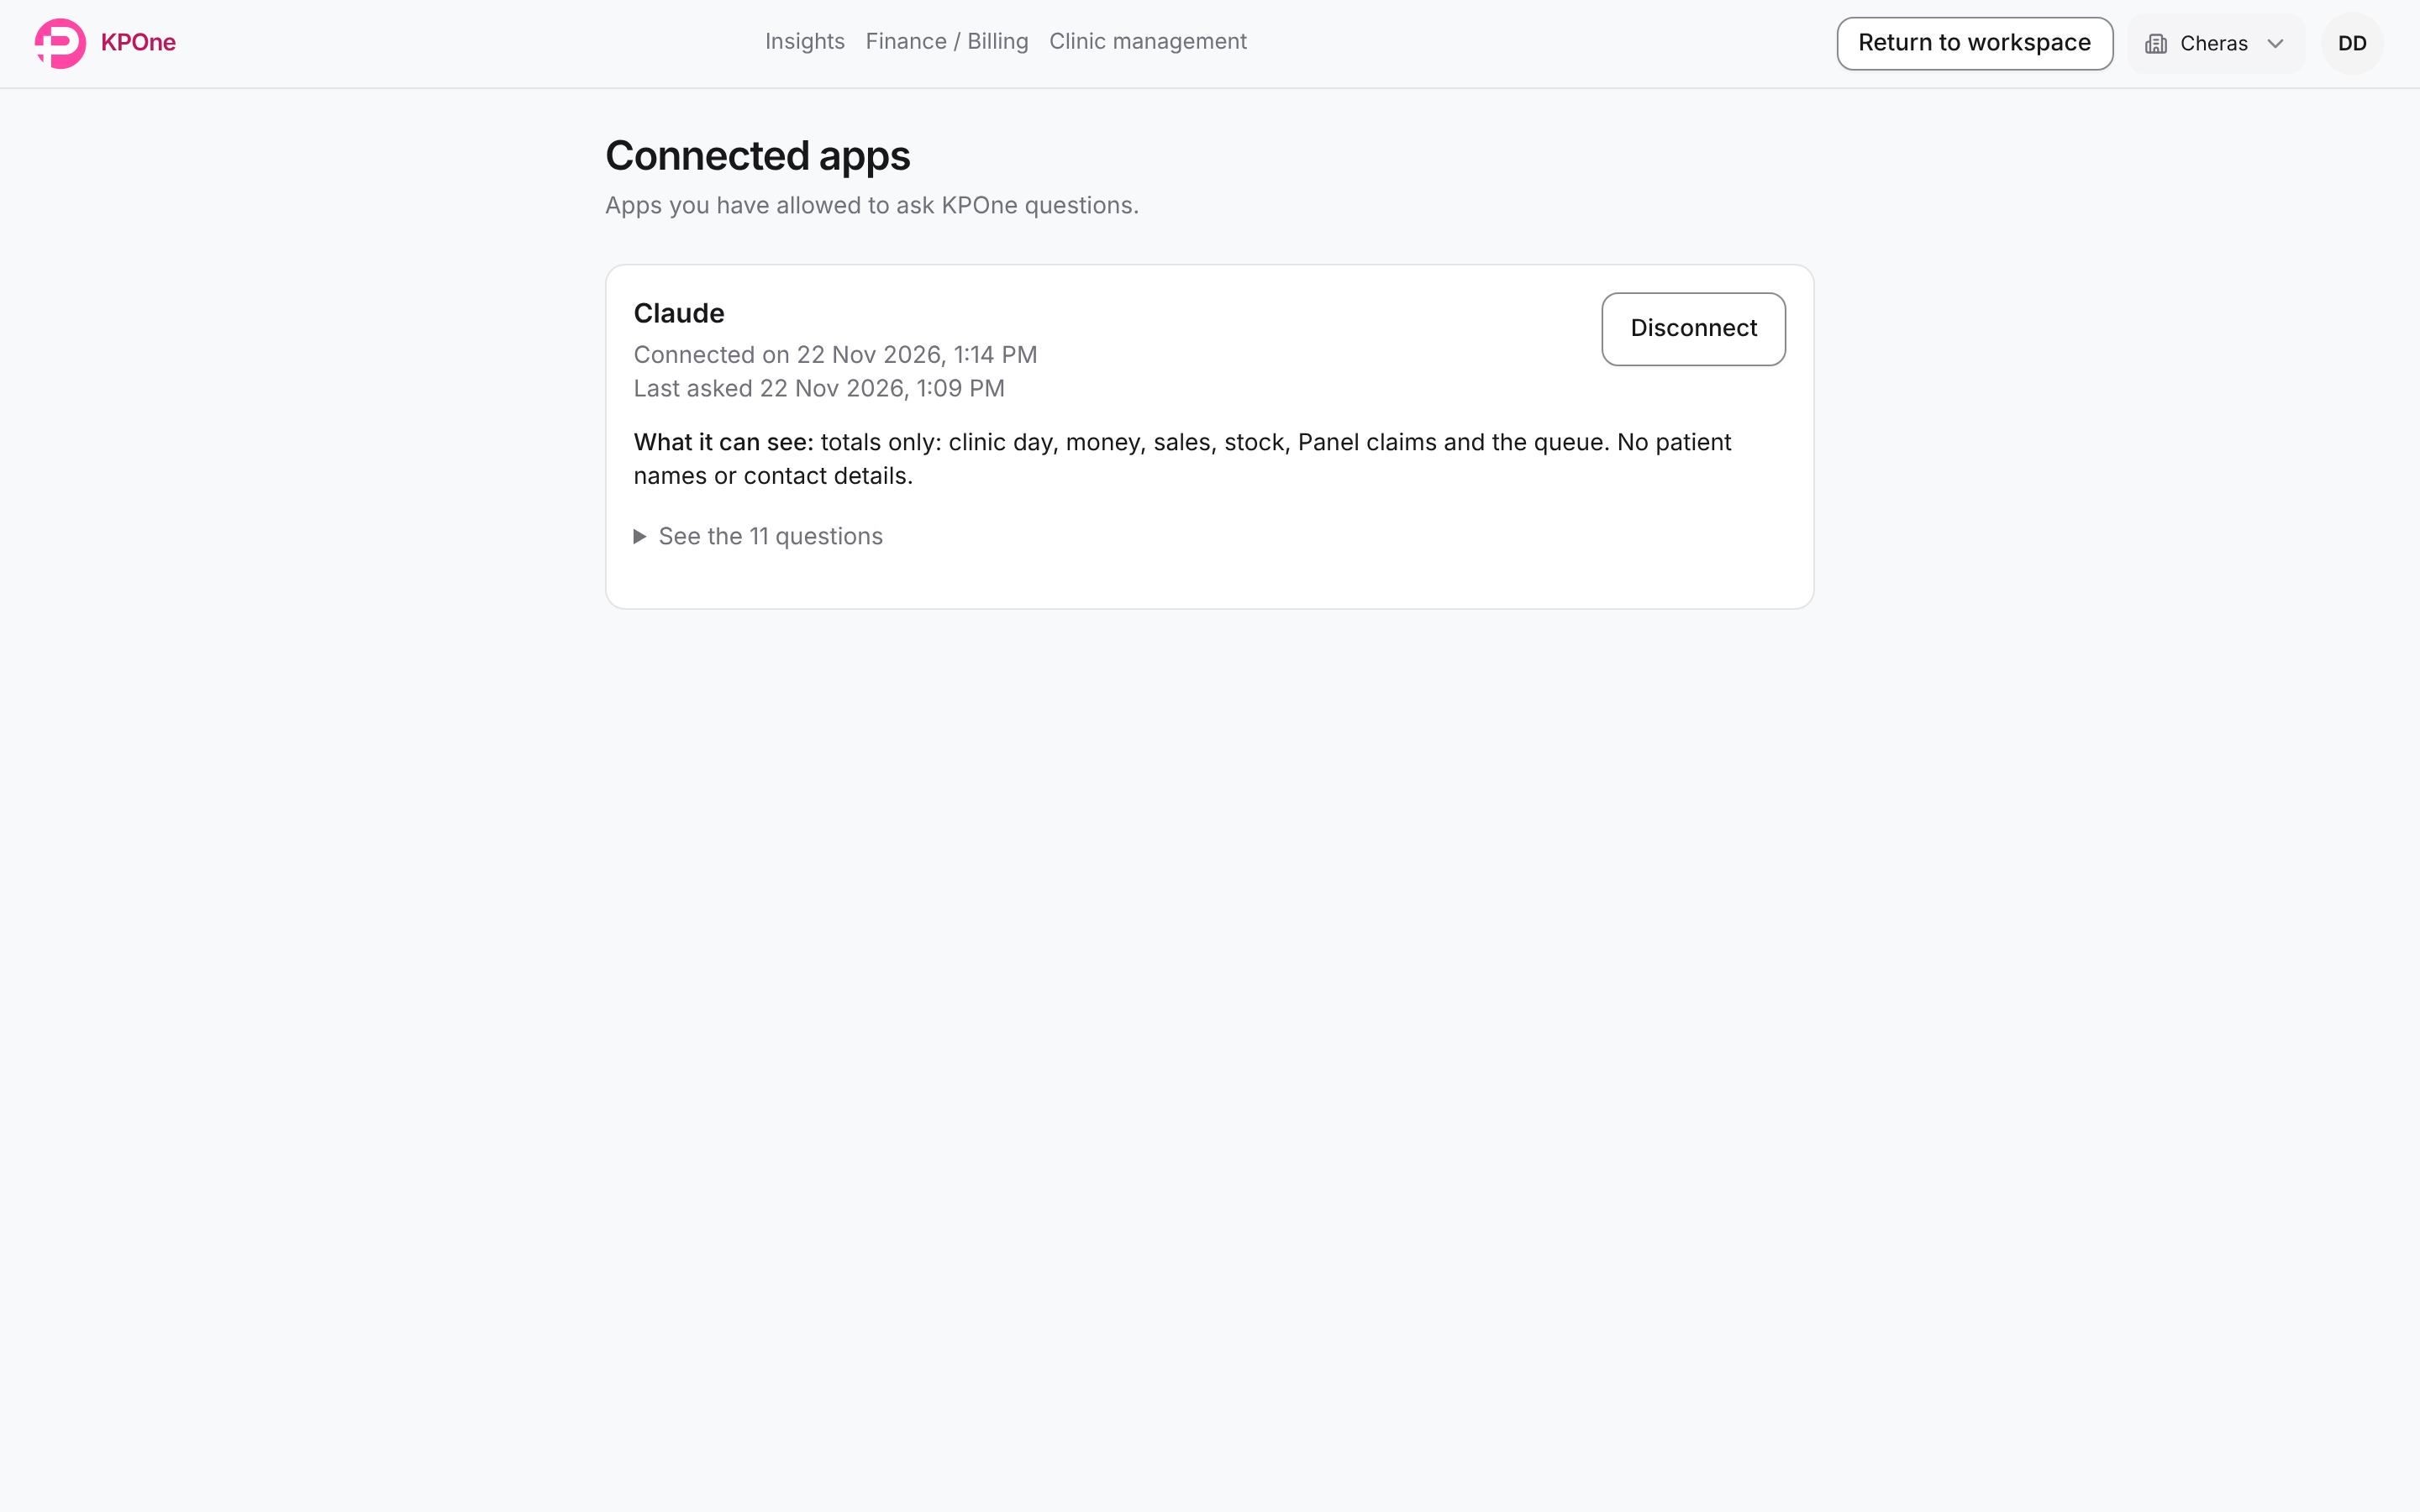 KPOne
Insights
Finance / Billing
Clinic management
Return to workspace
Cheras
DD
Connected apps
Apps you have allowed to ask KPOne questions.
Claude
Disconnect
Connected on 22 Nov 2026, 1:14 PM
Last asked 22 Nov 2026, 1:09 PM
What it can see: totals only: clinic day, money, sales, stock, Panel claims and the queue. No patient
names or contact details.
See the 11 questions